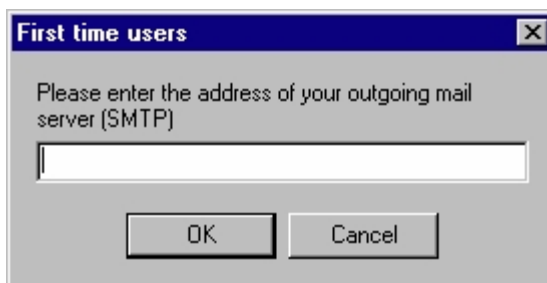 First time users
Please enter the address of your outgoing mail
server (SMTP)
OK
Cancel